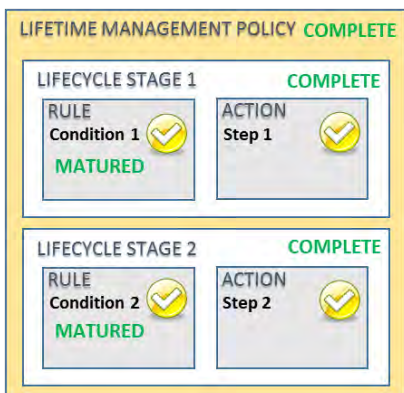 LIFETIME MANAGEMENT POLICY COMPLETE
LIFECYCLE STAGE 1 COMPLETE
RULE
Condition 1
MATURED
ACTION
Step 1
LIFECYCLE STAGE 2 COMPLETE
RULE
Condition 2
MATURED
ACTION
Step 2